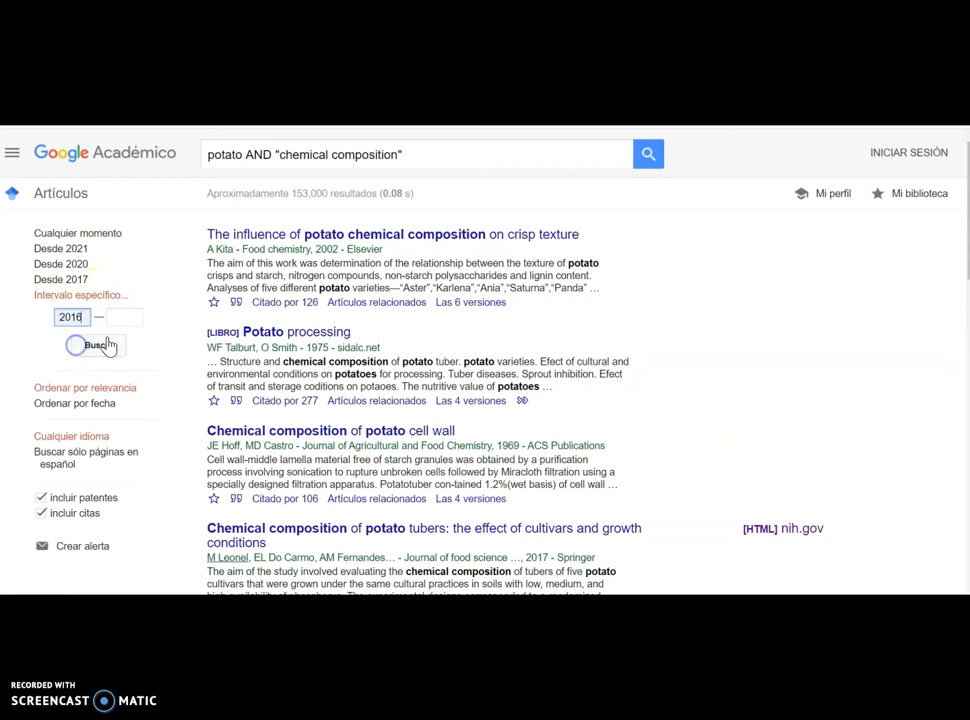 Google Académico
potato AND "chemical composition"
INICIAR SESIÓN
Artículos
Aproximadamente 153,000 resultados (0.08 s)
Mi perfil
Mi biblioteca
Cualquier momento
Desde 2021
Desde 2020
Desde 2017
Intervalo específico...
2016 —
Ordenar por relevancia
Ordenar por fecha
Cualquier idioma
Buscar sólo páginas en
español
incluir patentes
incluir citas
Crear alerta
The influence of potato chemical composition on crisp texture
A Kita - Food chemistry, 2002 - Elsevier
The aim of this work was determination of the relationship between the texture of potato
crisps and starch, nitrogen compounds, non-starch polysaccharides and lignin content.
Analyses of five different potato varieties—“Aster”,“Karlena”,“Ania”,“Saturna”,“Panda” …
Citado por 126 Artículos relacionados Las 6 versiones
[LIBRO] Potato processing
WF Talburt, O Smith - 1975 - sidalc.net
… Structure and chemical composition of potato tuber. potato varieties. Efect of cultural and
environmental conditions on potatoes for processing. Tuber diseases. Sprout inhibition. Efect
of transit and sterage coditions on potaoes. The nutritive value of potatoes …
Citado por 277 Artículos relacionados Las 4 versiones
Chemical composition of potato cell wall
JE Hoff, MD Castro - Journal of Agricultural and Food Chemistry, 1969 - ACS Publications
Cell wall-middle lamella material free of starch granules was obtained by a purification
process involving sonication to rupture unbroken cells followed by Miracloth filtration using a
specially designed filtration apparatus. Potatotuber con-tained 1.2%(wet basis) of cell wall …
Citado por 106 Artículos relacionados Las 4 versiones
Chemical composition of potato tubers: the effect of cultivars and growth
conditions
[HTML] nih.gov
M Leonel, EL Do Carmo, AM Fernandes… - Journal of food science …, 2017 - Springer
The aim of the study involved evaluating the chemical composition of tubers of five potato
cultivars that were grown under the same cultural practices in soils with low, medium, and
RECORDED WITH
SCREENCAST MATIC